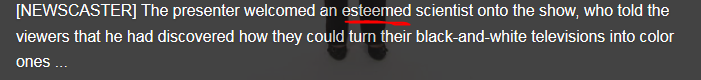 [NEWSCASTER] The presenter welcomed an esteemed scientist onto the show, who told the
viewers that he had discovered how they could turn their black-and-white televisions into color
ones ...